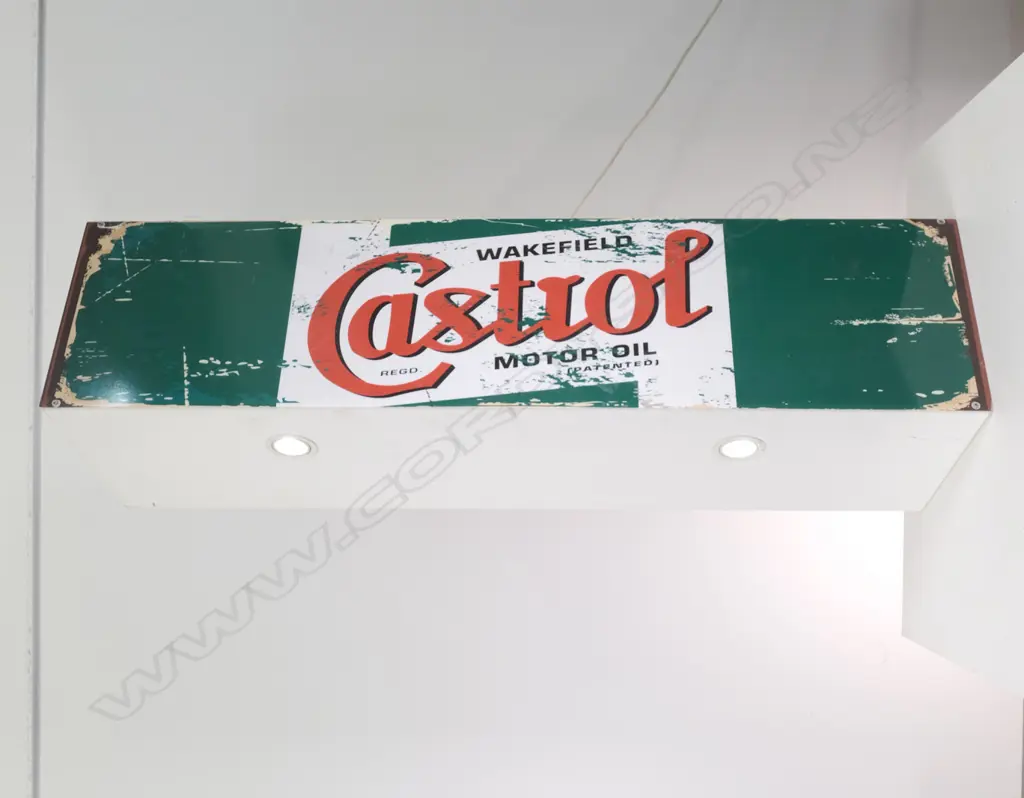 WAKEFIELD
Castrol
REGD.
MOTOR OIL
(PATENTED)